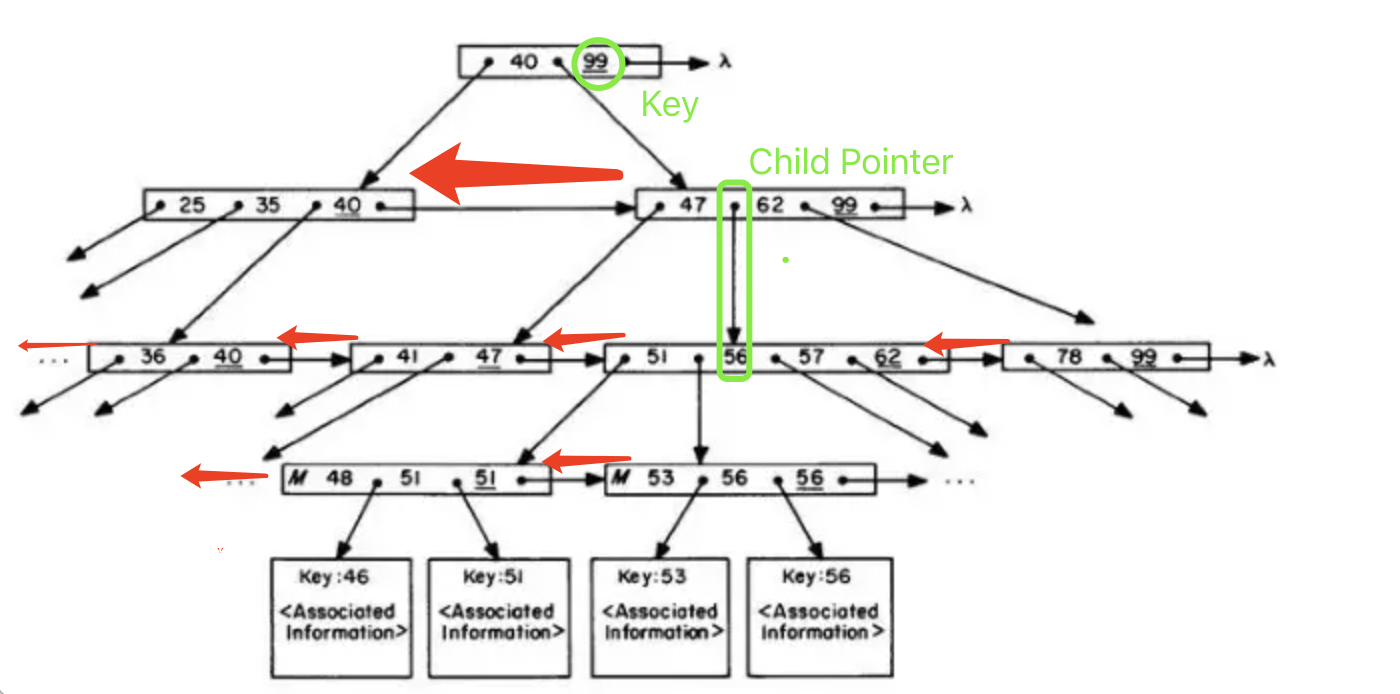 40 99 λ
Key
Child Pointer
25 35 40 47 62 99 λ
... 36 40 41 47 51 56 57 62 78 99 λ
... M 48 51 51 M 53 56 56 ...
Key:46 Key:51 Key:53 Key:56
<Associated <Associated <Associated <Associated
Information> Information> Information> Information>